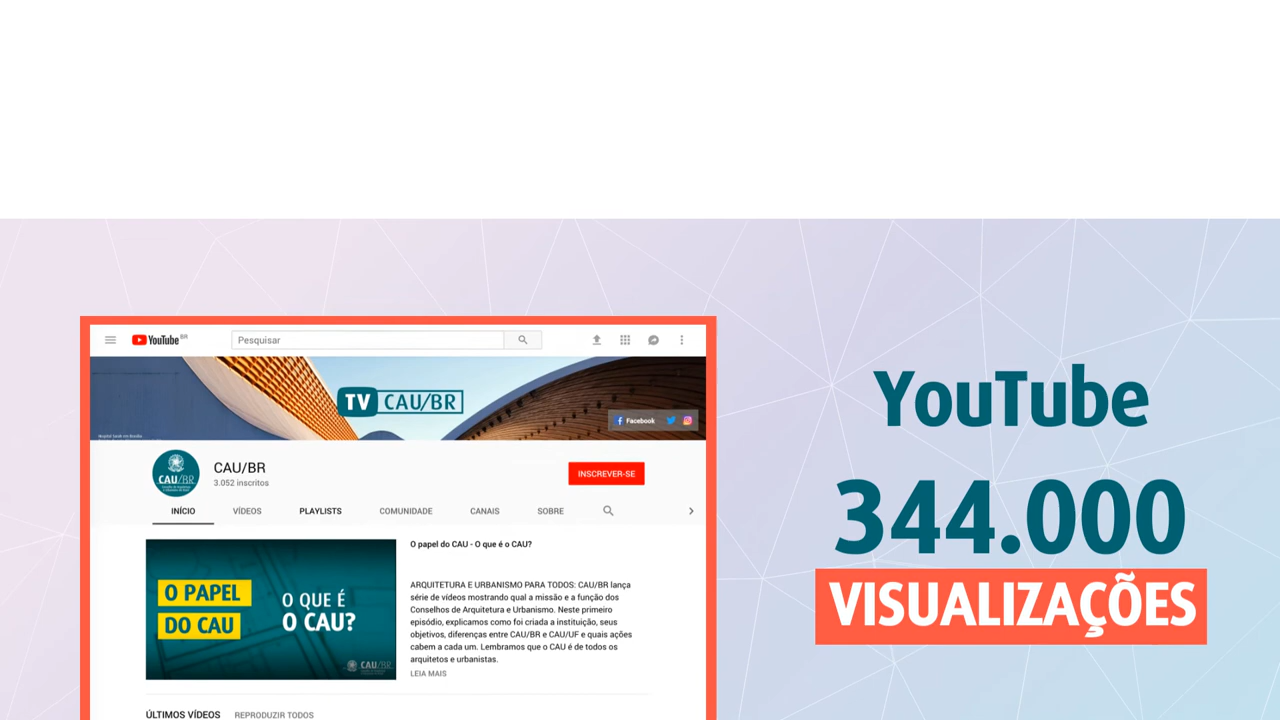 YouTube BR
Pesquisar
TV CAU/BR
Facebook
CAU/BR
CAU/BR
3.052 inscritos
INSCREVER-SE
INÍCIO VÍDEOS PLAYLISTS COMUNIDADE CANAIS SOBRE
O PAPEL
DO CAU
O QUE É
O CAU?
CAU/BR
O papel do CAU - O que é o CAU?
ARQUITETURA E URBANISMO PARA TODOS: CAU/BR lança
série de vídeos mostrando qual a missão e a função dos
Conselhos de Arquitetura e Urbanismo. Neste primeiro
episódio, explicamos como foi criada a instituição, seus
objetivos, diferenças entre CAU/BR e CAU/UF e quais ações
cabem a cada um. Lembramos que o CAU é de todos os
arquitetos e urbanistas.
LEIA MAIS
ÚLTIMOS VÍDEOS REPRODUZIR TODOS
YouTube
344.000
VISUALIZAÇÕES